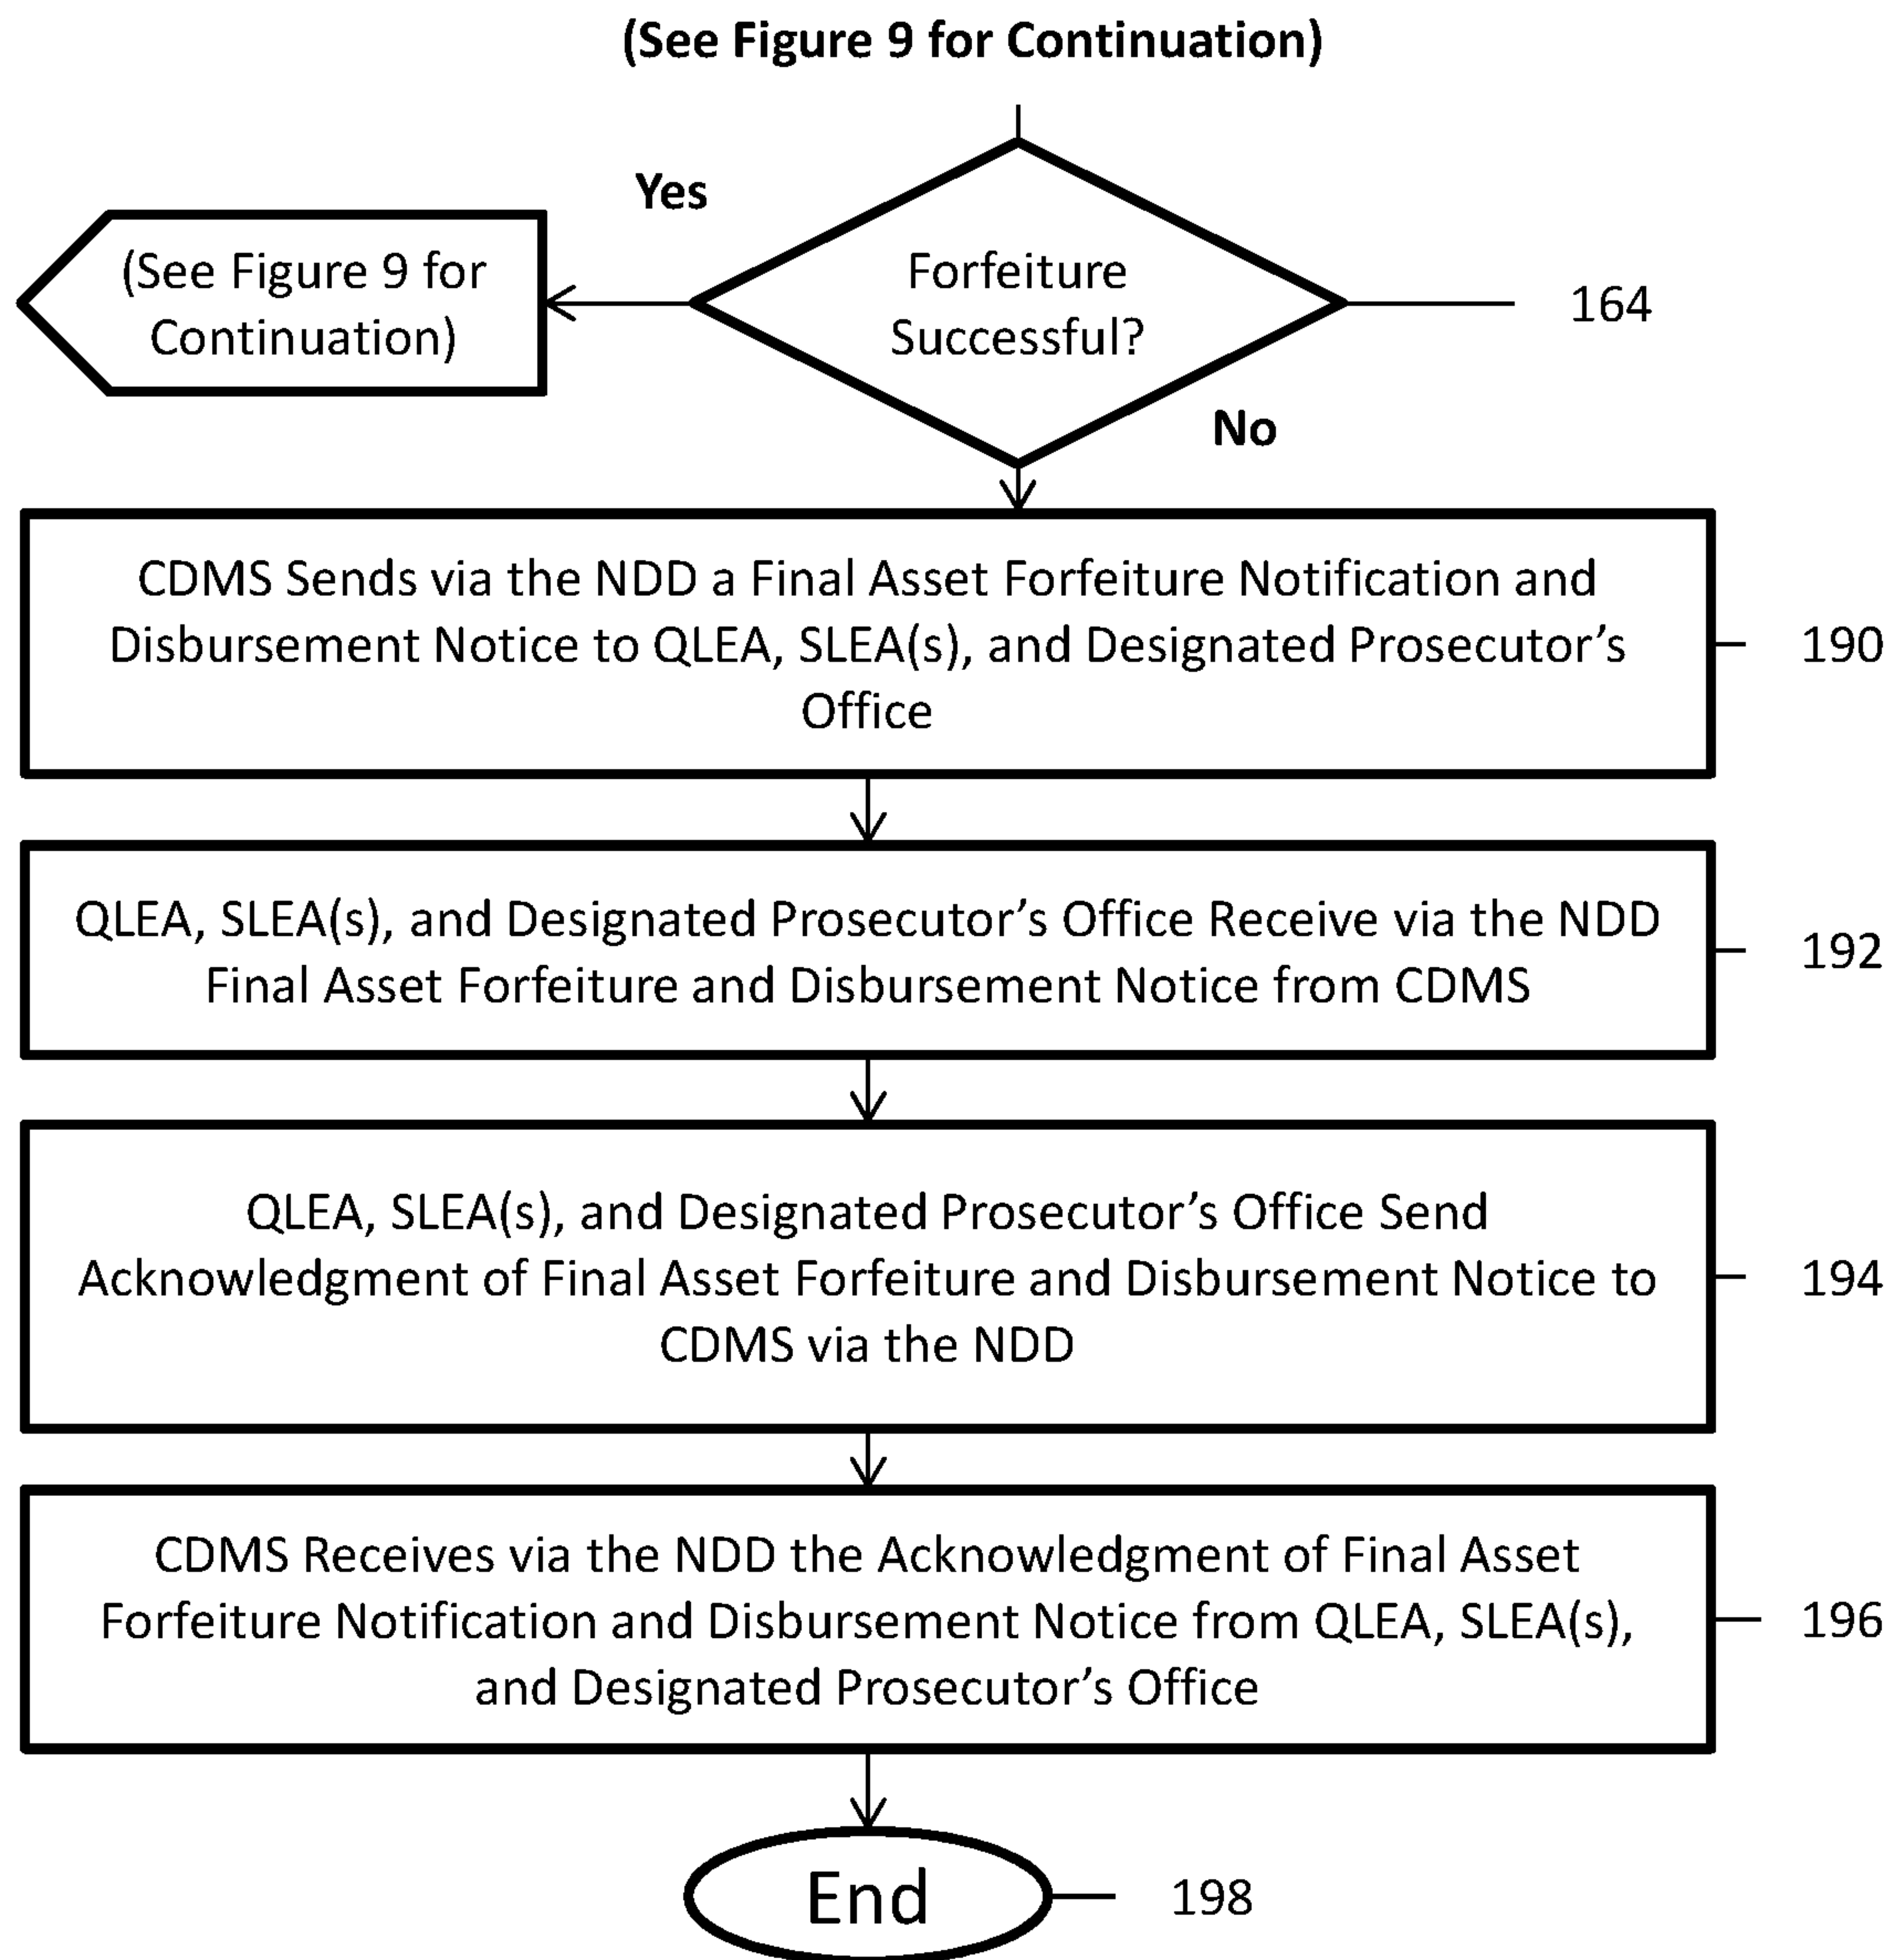 (See Figure 9 for Continuation)
Yes
(See Figure 9 for
Continuation)
Forfeiture
Successful?
164
No
CDMS Sends via the NDD a Final Asset Forfeiture Notification and
Disbursement Notice to QLEA, SLEA(s), and Designated Prosecutor’s
Office
190
QLEA, SLEA(s), and Designated Prosecutor’s Office Receive via the NDD
Final Asset Forfeiture and Disbursement Notice from CDMS
192
QLEA, SLEA(s), and Designated Prosecutor’s Office Send
Acknowledgment of Final Asset Forfeiture and Disbursement Notice to
CDMS via the NDD
194
CDMS Receives via the NDD the Acknowledgment of Final Asset
Forfeiture Notification and Disbursement Notice from QLEA, SLEA(s),
and Designated Prosecutor’s Office
196
End
198